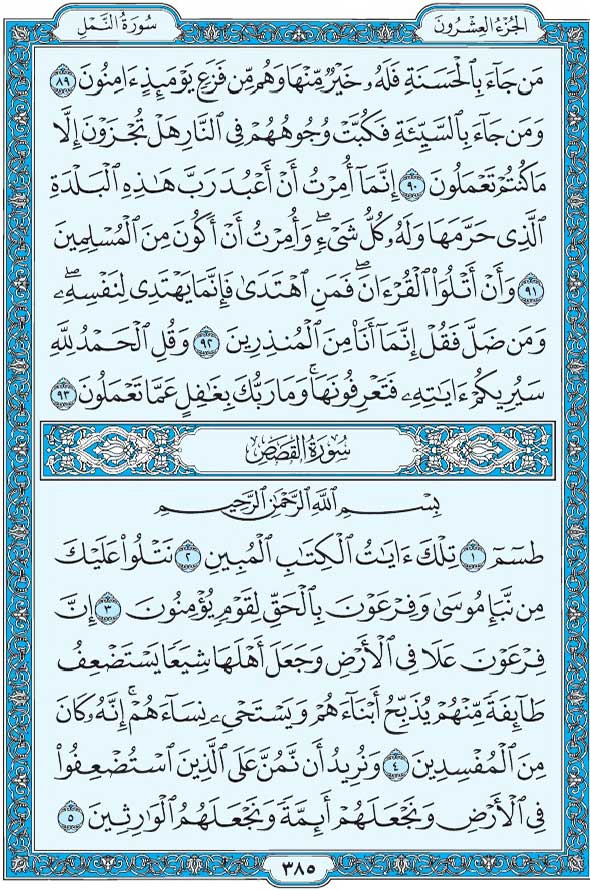 الجُزْءُ العِشْرُونَ
سُورَةُ النَّمْلِ
مَن جَآءَ بِٱلْحَسَنَةِ فَلَهُۥ خَيْرٌ مِّنْهَا وَهُم مِّن فَزَعٍ يَوْمَئِذٍ ءَامِنُونَ ٨٩
وَمَن جَآءَ بِٱلسَّيِّئَةِ فَكُبَّتْ وُجُوهُهُمْ فِى ٱلنَّارِ هَلْ تُجْزَوْنَ إِلَّا
مَا كُنتُمْ تَعْمَلُونَ ٩٠ إِنَّمَآ أُمِرْتُ أَنْ أَعْبُدَ رَبَّ هَٰذِهِ ٱلْبَلْدَةِ
ٱلَّذِى حَرَّمَهَا وَلَهُۥ كُلُّ شَىْءٍۖ وَأُمِرْتُ أَنْ أَكُونَ مِنَ ٱلْمُسْلِمِينَ
٩١ وَأَنْ أَتْلُوَا۟ ٱلْقُرْءَانَۖ فَمَنِ ٱهْتَدَىٰ فَإِنَّمَا يَهْتَدِى لِنَفْسِهِۦۖ
وَمَن ضَلَّ فَقُلْ إِنَّمَآ أَنَا۠ مِنَ ٱلْمُنذِرِينَ ٩٢ وَقُلِ ٱلْحَمْدُ لِلَّهِ
سَيُرِيكُمْ ءَايَٰتِهِۦ فَتَعْرِفُونَهَاۚ وَمَا رَبُّكَ بِغَٰفِلٍ عَمَّا تَعْمَلُونَ ٩٣
سُورَةُ القَصَصِ
بِسْمِ ٱللَّهِ ٱلرَّحْمَٰنِ ٱلرَّحِيمِ
طسٓمٓ ١ تِلْكَ ءَايَٰتُ ٱلْكِتَٰبِ ٱلْمُبِينِ ٢ نَتْلُوا۟ عَلَيْكَ
مِن نَّبَإِ مُوسَىٰ وَفِرْعَوْنَ بِٱلْحَقِّ لِقَوْمٍ يُؤْمِنُونَ ٣ إِنَّ
فِرْعَوْنَ عَلَا فِى ٱلْأَرْضِ وَجَعَلَ أَهْلَهَا شِيَعًا يَسْتَضْعِفُ
طَآئِفَةً مِّنْهُمْ يُذَبِّحُ أَبْنَآءَهُمْ وَيَسْتَحْىِۦ نِسَآءَهُمْۚ إِنَّهُۥ كَانَ
مِنَ ٱلْمُفْسِدِينَ ٤ وَنُرِيدُ أَن نَّمُنَّ عَلَى ٱلَّذِينَ ٱسْتُضْعِفُوا۟
فِى ٱلْأَرْضِ وَنَجْعَلَهُمْ أَئِمَّةً وَنَجْعَلَهُمُ ٱلْوَٰرِثِينَ ٥
٣٨٥